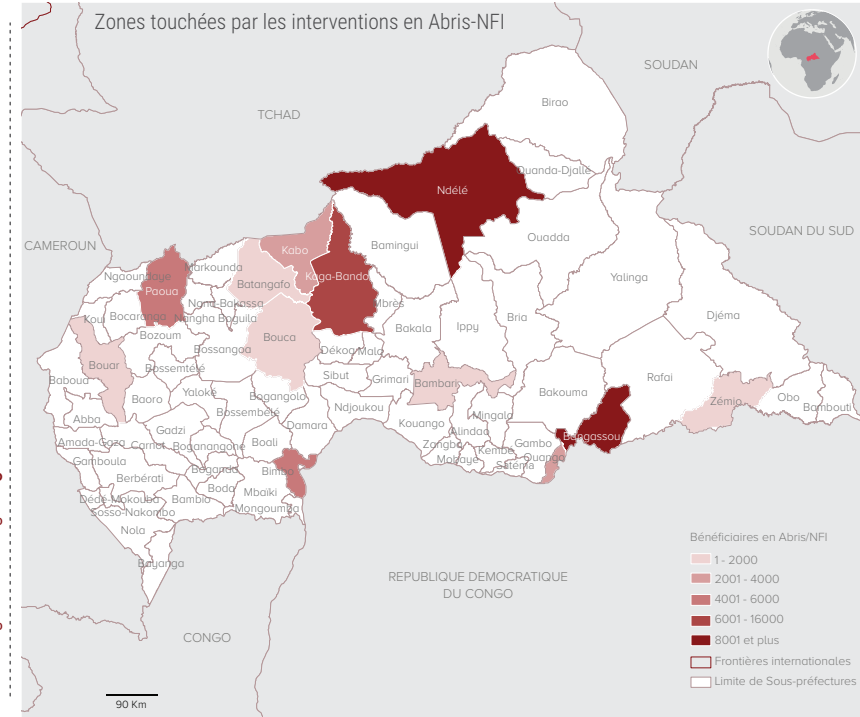 Zones touchées par les interventions en Abris-NFI
SOUDAN
Birao
TCHAD
Ouanda-Djallé
Ndélé
CAMEROUN
Kabo
Bamingui
Ouadda
SOUDAN DU SUD
Ngaoundaye
Markounda
Paoua
Batangafo
Kaga-Bandoro
Yalinga
Nana-Bakassa
Mbrès
Koui
Bocaranga
Nangha Boguila
Bakala
Ippy
Bria
Djéma
Bozoum
Bouca
Bossangoa
Dékoa
Mala
Bouar
Bossemtélé
Sibut
Grimari
Bambari
Rafai
Baboua
Baoro
Yaloké
Bogangolo
Bakouma
Zémio
Obo
Bambouti
Abba
Bossembélé
Ndjoukou
Mingala
Gadzi
Damara
Kouango
Alindao
Bangassou
Amada-Gaza
Carnot
Boganangone
Boali
Zangba
Kembé
Gambo
Gamboula
Boganda
Bimbo
Mobaye
Satéma
Ouango
Berbérati
Boda
Mbaïki
Dédé-Mokouba
Bambio
Mongoumba
Sosso-Nakombo
Nola
Bayanga
REPUBLIQUE DEMOCRATIQUE
DU CONGO
CONGO
Bénéficiaires en Abris/NFI
1 - 2000
2001 - 4000
4001 - 6000
6001 - 16000
8001 et plus
Frontières internationales
Limite de Sous-préfectures
90 Km